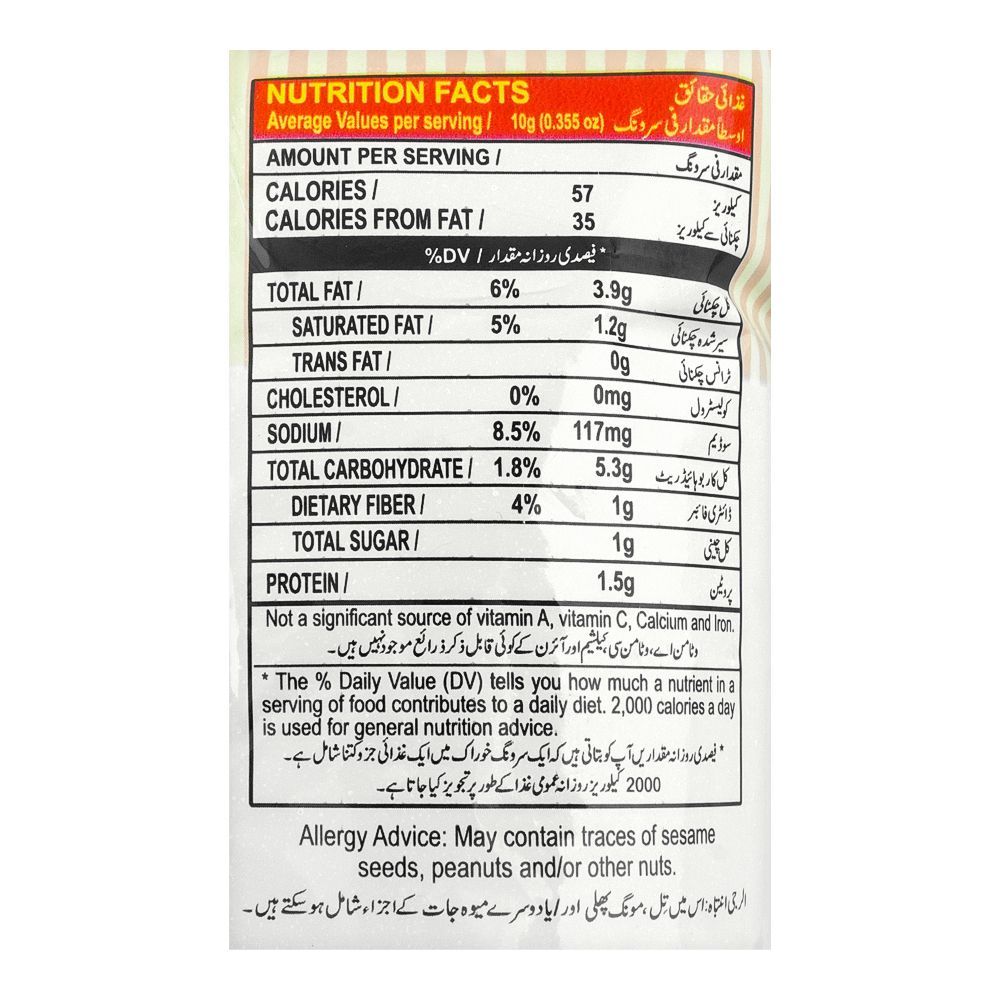 NUTRITION FACTS غذائی حقائق
Average Values per serving / 10g (0.355 oz) اوسطاً مقدار فی سرونگ
AMOUNT PER SERVING / مقدار فی سرونگ
CALORIES / 57 کیلوریز
CALORIES FROM FAT / 35 چکنائی سے کیلوریز
%DV / فیصدی روزانہ مقدار *
TOTAL FAT / 6% 3.9g کل چکنائی
SATURATED FAT / 5% 1.2g سیر شدہ چکنائی
TRANS FAT / 0g ٹرانس چکنائی
CHOLESTEROL / 0% 0mg کولیسٹرول
SODIUM / 8.5% 117mg سوڈیم
TOTAL CARBOHYDRATE / 1.8% 5.3g کل کاربوہائیڈریٹ
DIETARY FIBER / 4% 1g ڈائٹری فائبر
TOTAL SUGAR / 1g کل چینی
PROTEIN / 1.5g پروٹین
Not a significant source of vitamin A, vitamin C, Calcium and Iron.
وٹامن اے، وٹامن سی، کیلشیم اور آئرن کے کوئی قابل ذکر ذرائع موجود نہیں ہیں۔
* The % Daily Value (DV) tells you how much a nutrient in a
serving of food contributes to a daily diet. 2,000 calories a day
is used for general nutrition advice.
* فیصدی روزانہ مقدار یں آپ کو بتاتی ہیں کہ ایک سرونگ خوراک میں ایک غذائی جزو کتنا شامل ہے۔
2000 کیلوریز روزانہ عمومی غذا کے طور پر تجویز کیا جاتا ہے۔
Allergy Advice: May contain traces of sesame
seeds, peanuts and/or other nuts.
الرجی انتباہ: اس میں تِل، مونگ پھلی اور/یا دوسرے میوہ جات کے اجزاء شامل ہو سکتے ہیں۔